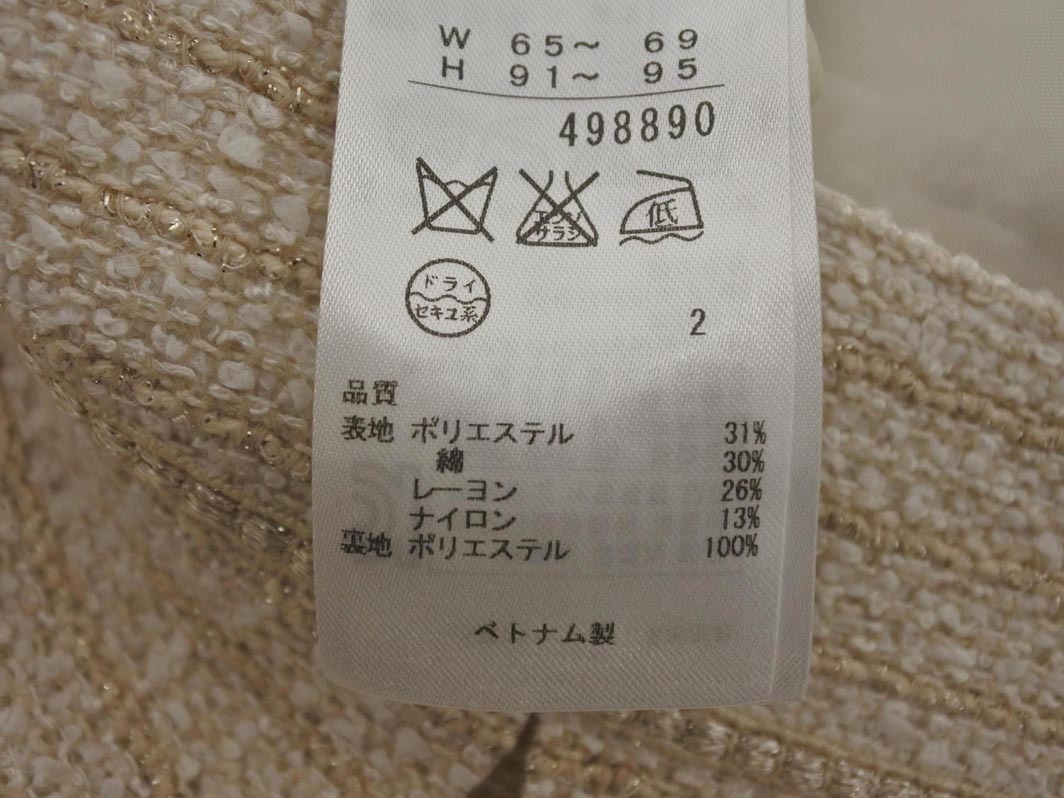 W 65～ 69
H 91～ 95
498890
エンソ
サラシ
低
ドライ
セキユ系
2
品質
表地 ポリエステル 31%
綿 30%
レーヨン 26%
ナイロン 13%
裏地 ポリエステル 100%
ベトナム製